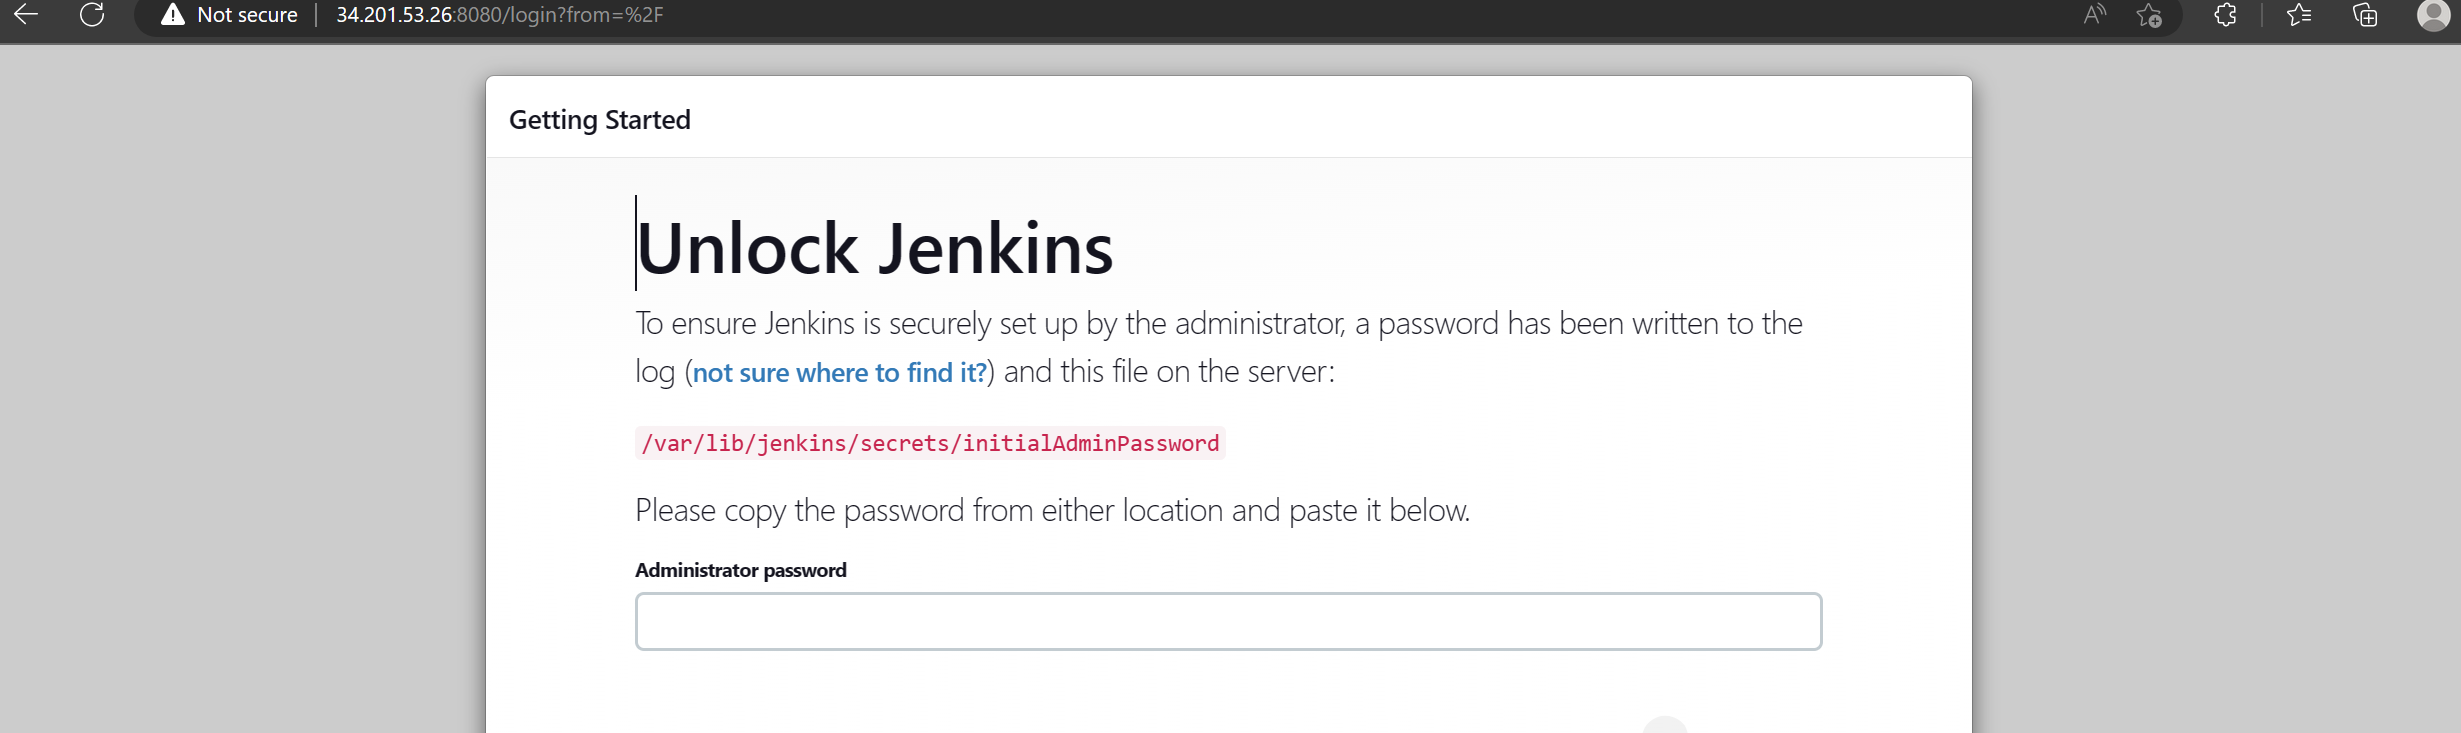 Not secure | 34.201.53.26:8080/login?from=%2F
Getting Started
Unlock Jenkins
To ensure Jenkins is securely set up by the administrator, a password has been written to the
log (not sure where to find it?) and this file on the server:
/var/lib/jenkins/secrets/initialAdminPassword
Please copy the password from either location and paste it below.
Administrator password